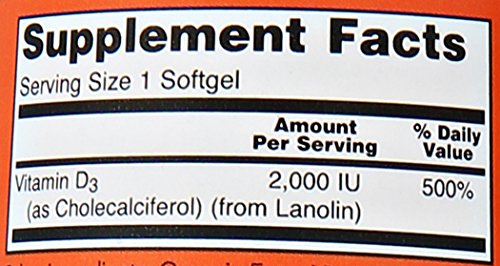 Supplement Facts
Serving Size 1 Softgel
Amount
Per Serving
% Daily
Value
Vitamin D3
2,000 IU
500%
(as Cholecalciferol) (from Lanolin)